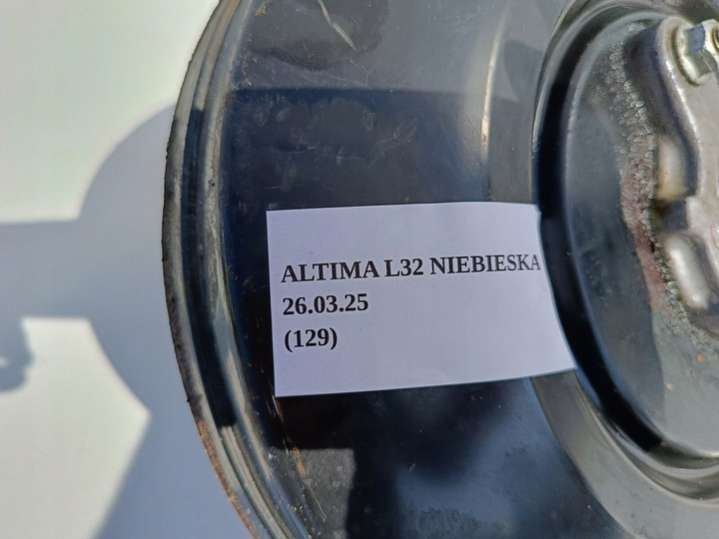 ALTIMA L32 NIEBIESKA
26.03.25
(129)